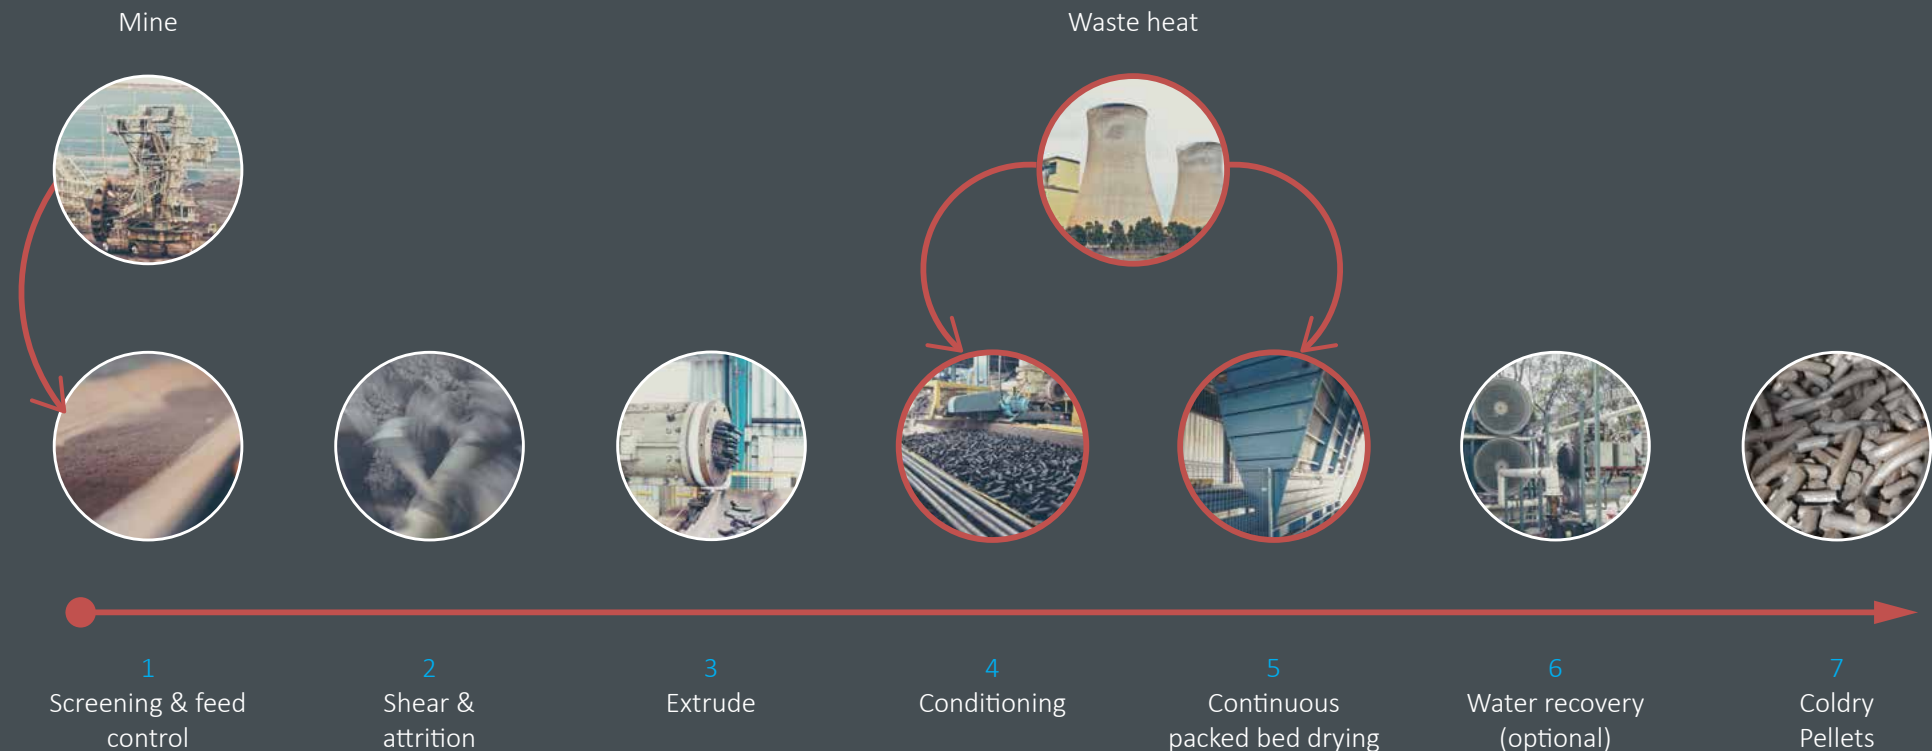 Mine
Waste heat
1
Screening & feed
control
2
Shear &
attrition
3
Extrude
4
Conditioning
5
Continuous
packed bed drying
6
Water recovery
(optional)
7
Coldry
Pellets